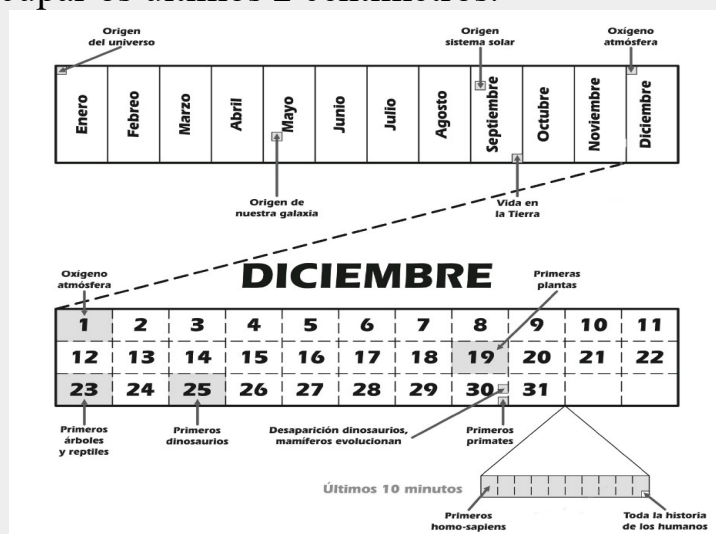 Origen
del universo
Origen
sistema solar
Oxígeno
atmósfera
Enero
Febreo
Marzo
Abril
Mayo
Junio
Julio
Agosto
Septiembre
Octubre
Noviembre
Diciembre
Origen de
nuestra galaxia
Vida en
la Tierra
DICIEMBRE
Oxígeno
atmósfera
Primeras
plantas
1 2 3 4 5 6 7 8 9 10 11
12 13 14 15 16 17 18 19 20 21 22
23 24 25 26 27 28 29 30 31
Primeros
árboles
y reptiles
Primeros
dinosaurios
Desaparición dinosaurios,
mamíferos evolucionan
Primeros
primates
Últimos 10 minutos
Primeros
homo-sapiens
Toda la historia
de los humanos